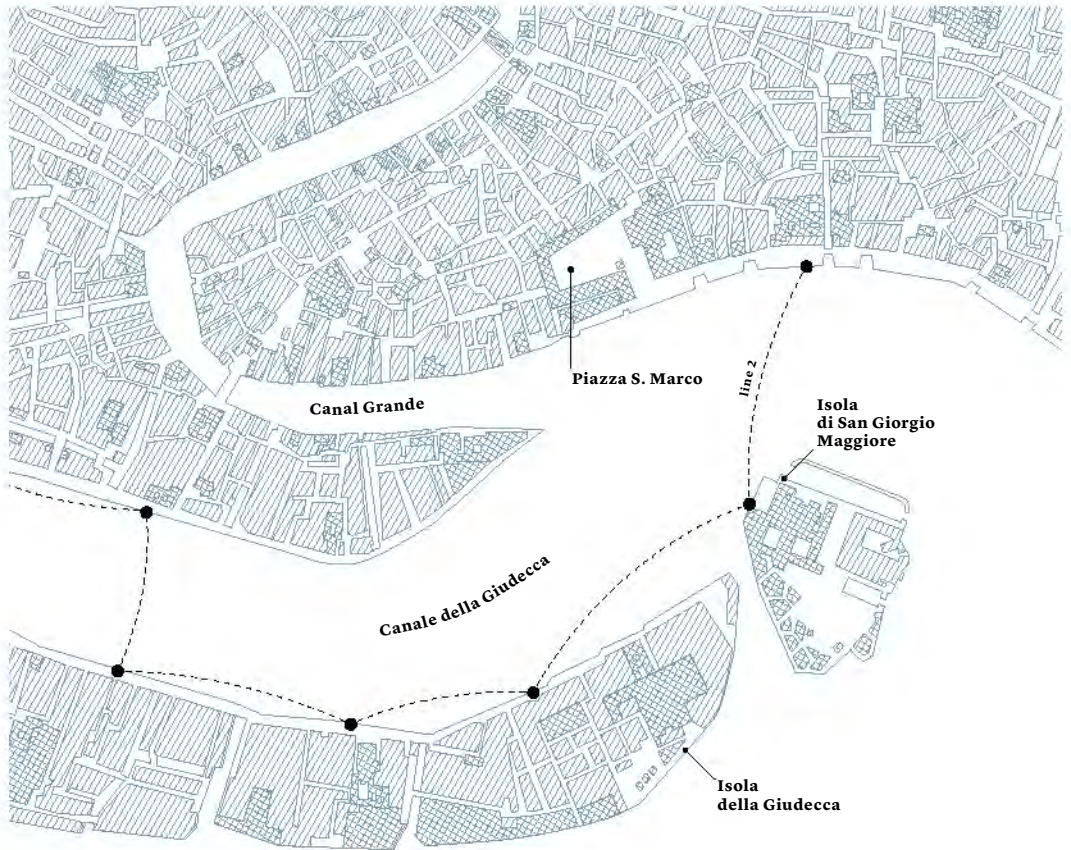 Piazza S. Marco
line 2
Canal Grande
Isola
di San Giorgio
Maggiore
Canale della Giudecca
Isola
della Giudecca